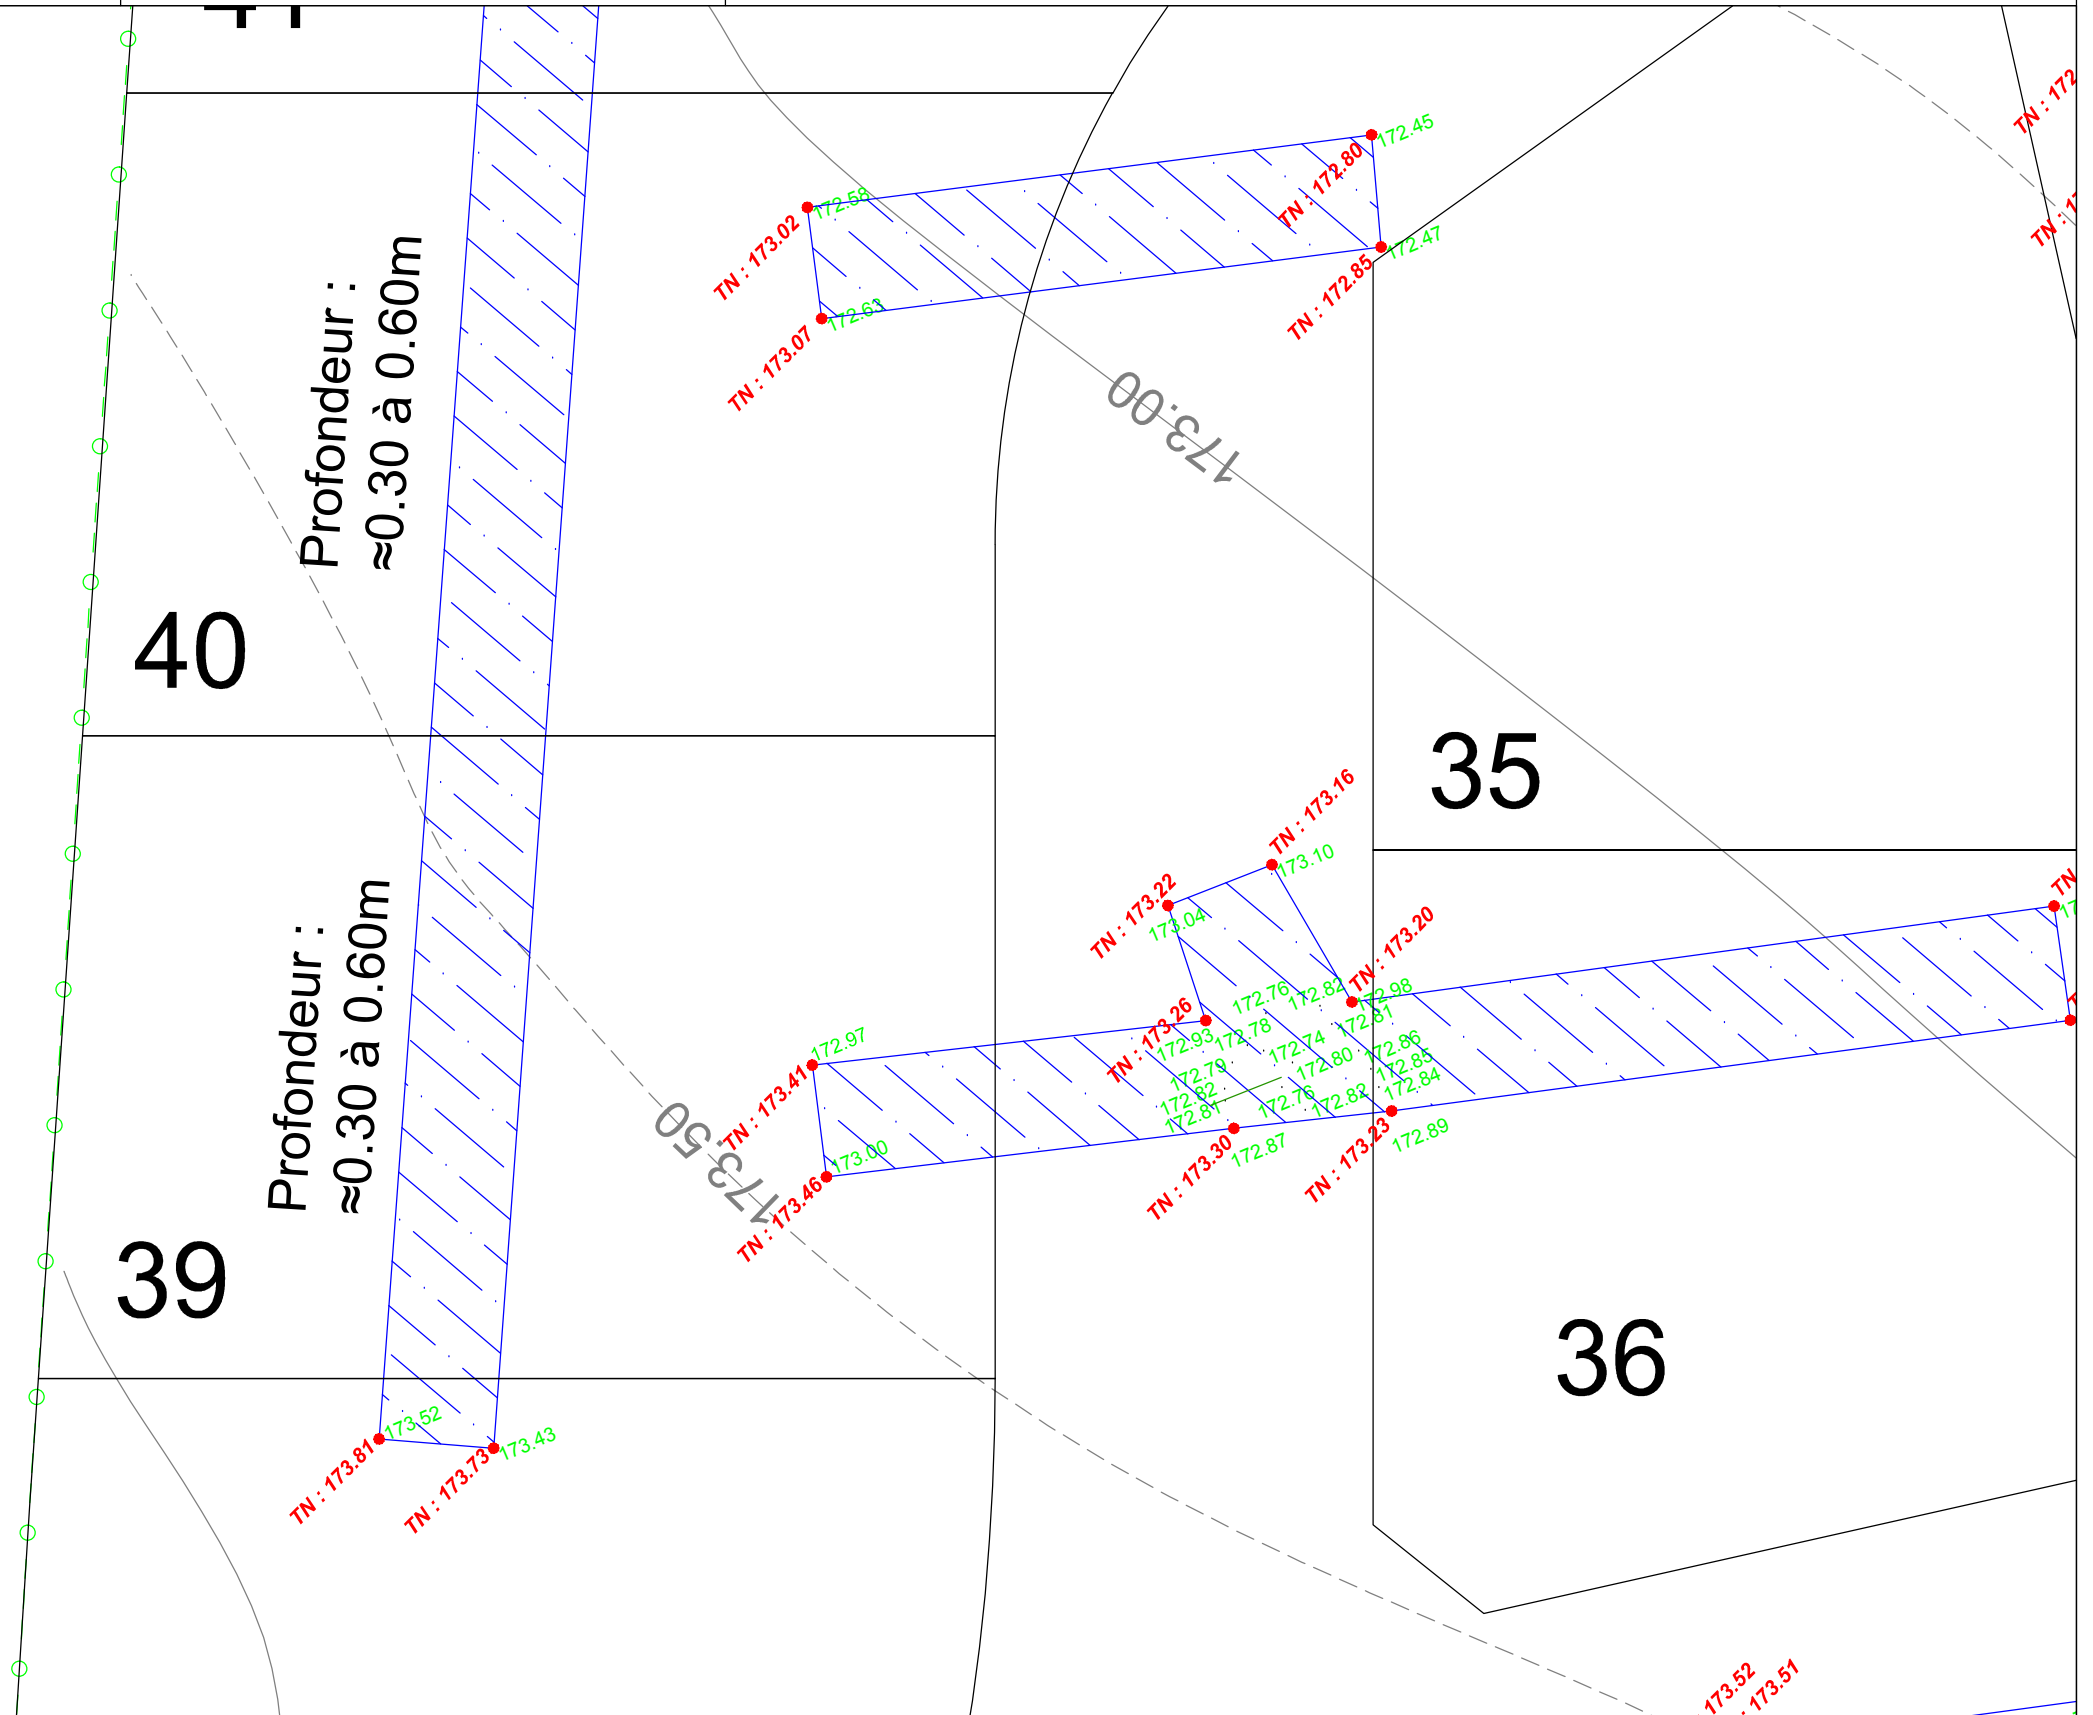 172.45
TN : 172.80
172.58
TN : 173.02
172.47
TN : 172.85
172.63
TN : 173.07
Profondeur :
≈0.30 à 0.60m
173.00
40
35
TN : 173.16
173.10
TN : 173.22
173.04
TN : 173.20
172.98
172.76
172.82
172.81
TN : 173.26
172.93
172.78
172.74
172.86
172.80
172.85
172.79
172.84
172.82
172.76
172.82
172.81
172.97
TN : 173.41
173.00
TN : 173.46
TN : 173.30
172.87
TN : 173.23
172.89
173.50
Profondeur :
≈0.30 à 0.60m
39
36
173.52
TN : 173.81
173.43
TN : 173.73
173.52
173.51